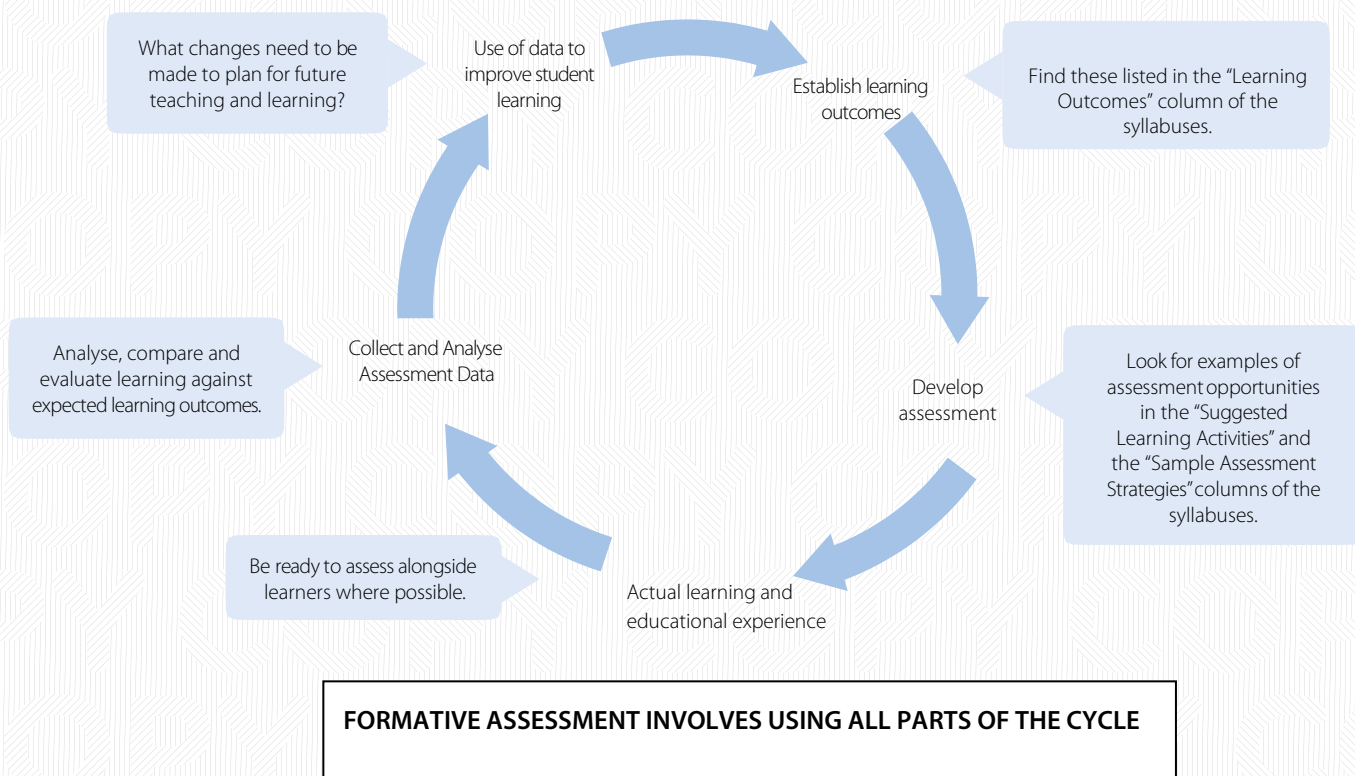 What changes need to be
made to plan for future
teaching and learning?
Use of data to
improve student
learning
Establish learning
outcomes
Find these listed in the “Learning
Outcomes” column of the
syllabuses.
Analyse, compare and
evaluate learning against
expected learning outcomes.
Collect and Analyse
Assessment Data
Develop
assessment
Look for examples of
assessment opportunities
in the “Suggested
Learning Activities” and
the “Sample Assessment
Strategies” columns of the
syllabuses.
Be ready to assess alongside
learners where possible.
Actual learning and
educational experience
FORMATIVE ASSESSMENT INVOLVES USING ALL PARTS OF THE CYCLE